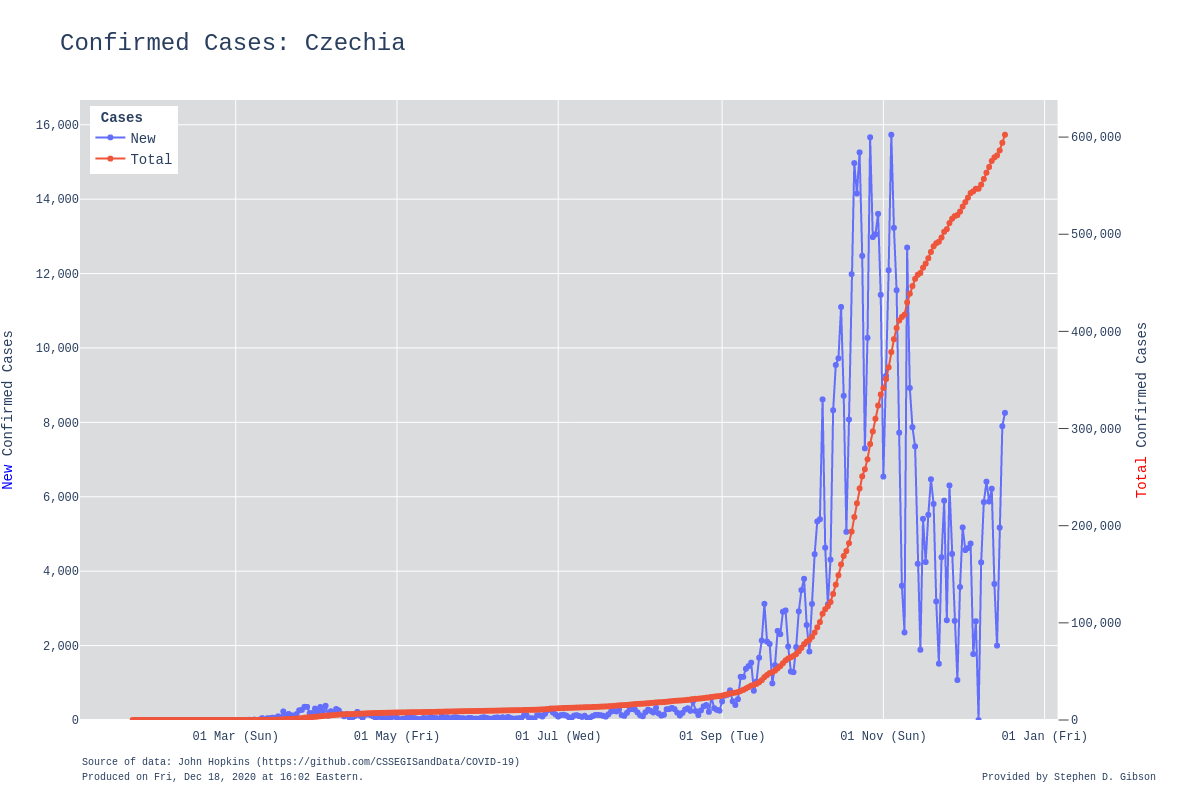 Confirmed Cases: Czechia
Cases
New
Total
16,000
14,000
12,000
10,000
8,000
6,000
4,000
2,000
0
New Confirmed Cases
600,000
500,000
400,000
300,000
200,000
100,000
0
Total Confirmed Cases
01 Mar (Sun)
01 May (Fri)
01 Jul (Wed)
01 Sep (Tue)
01 Nov (Sun)
01 Jan (Fri)
Source of data: John Hopkins (https://github.com/CSSEGISandData/COVID-19)
Produced on Fri, Dec 18, 2020 at 16:02 Eastern.
Provided by Stephen D. Gibson